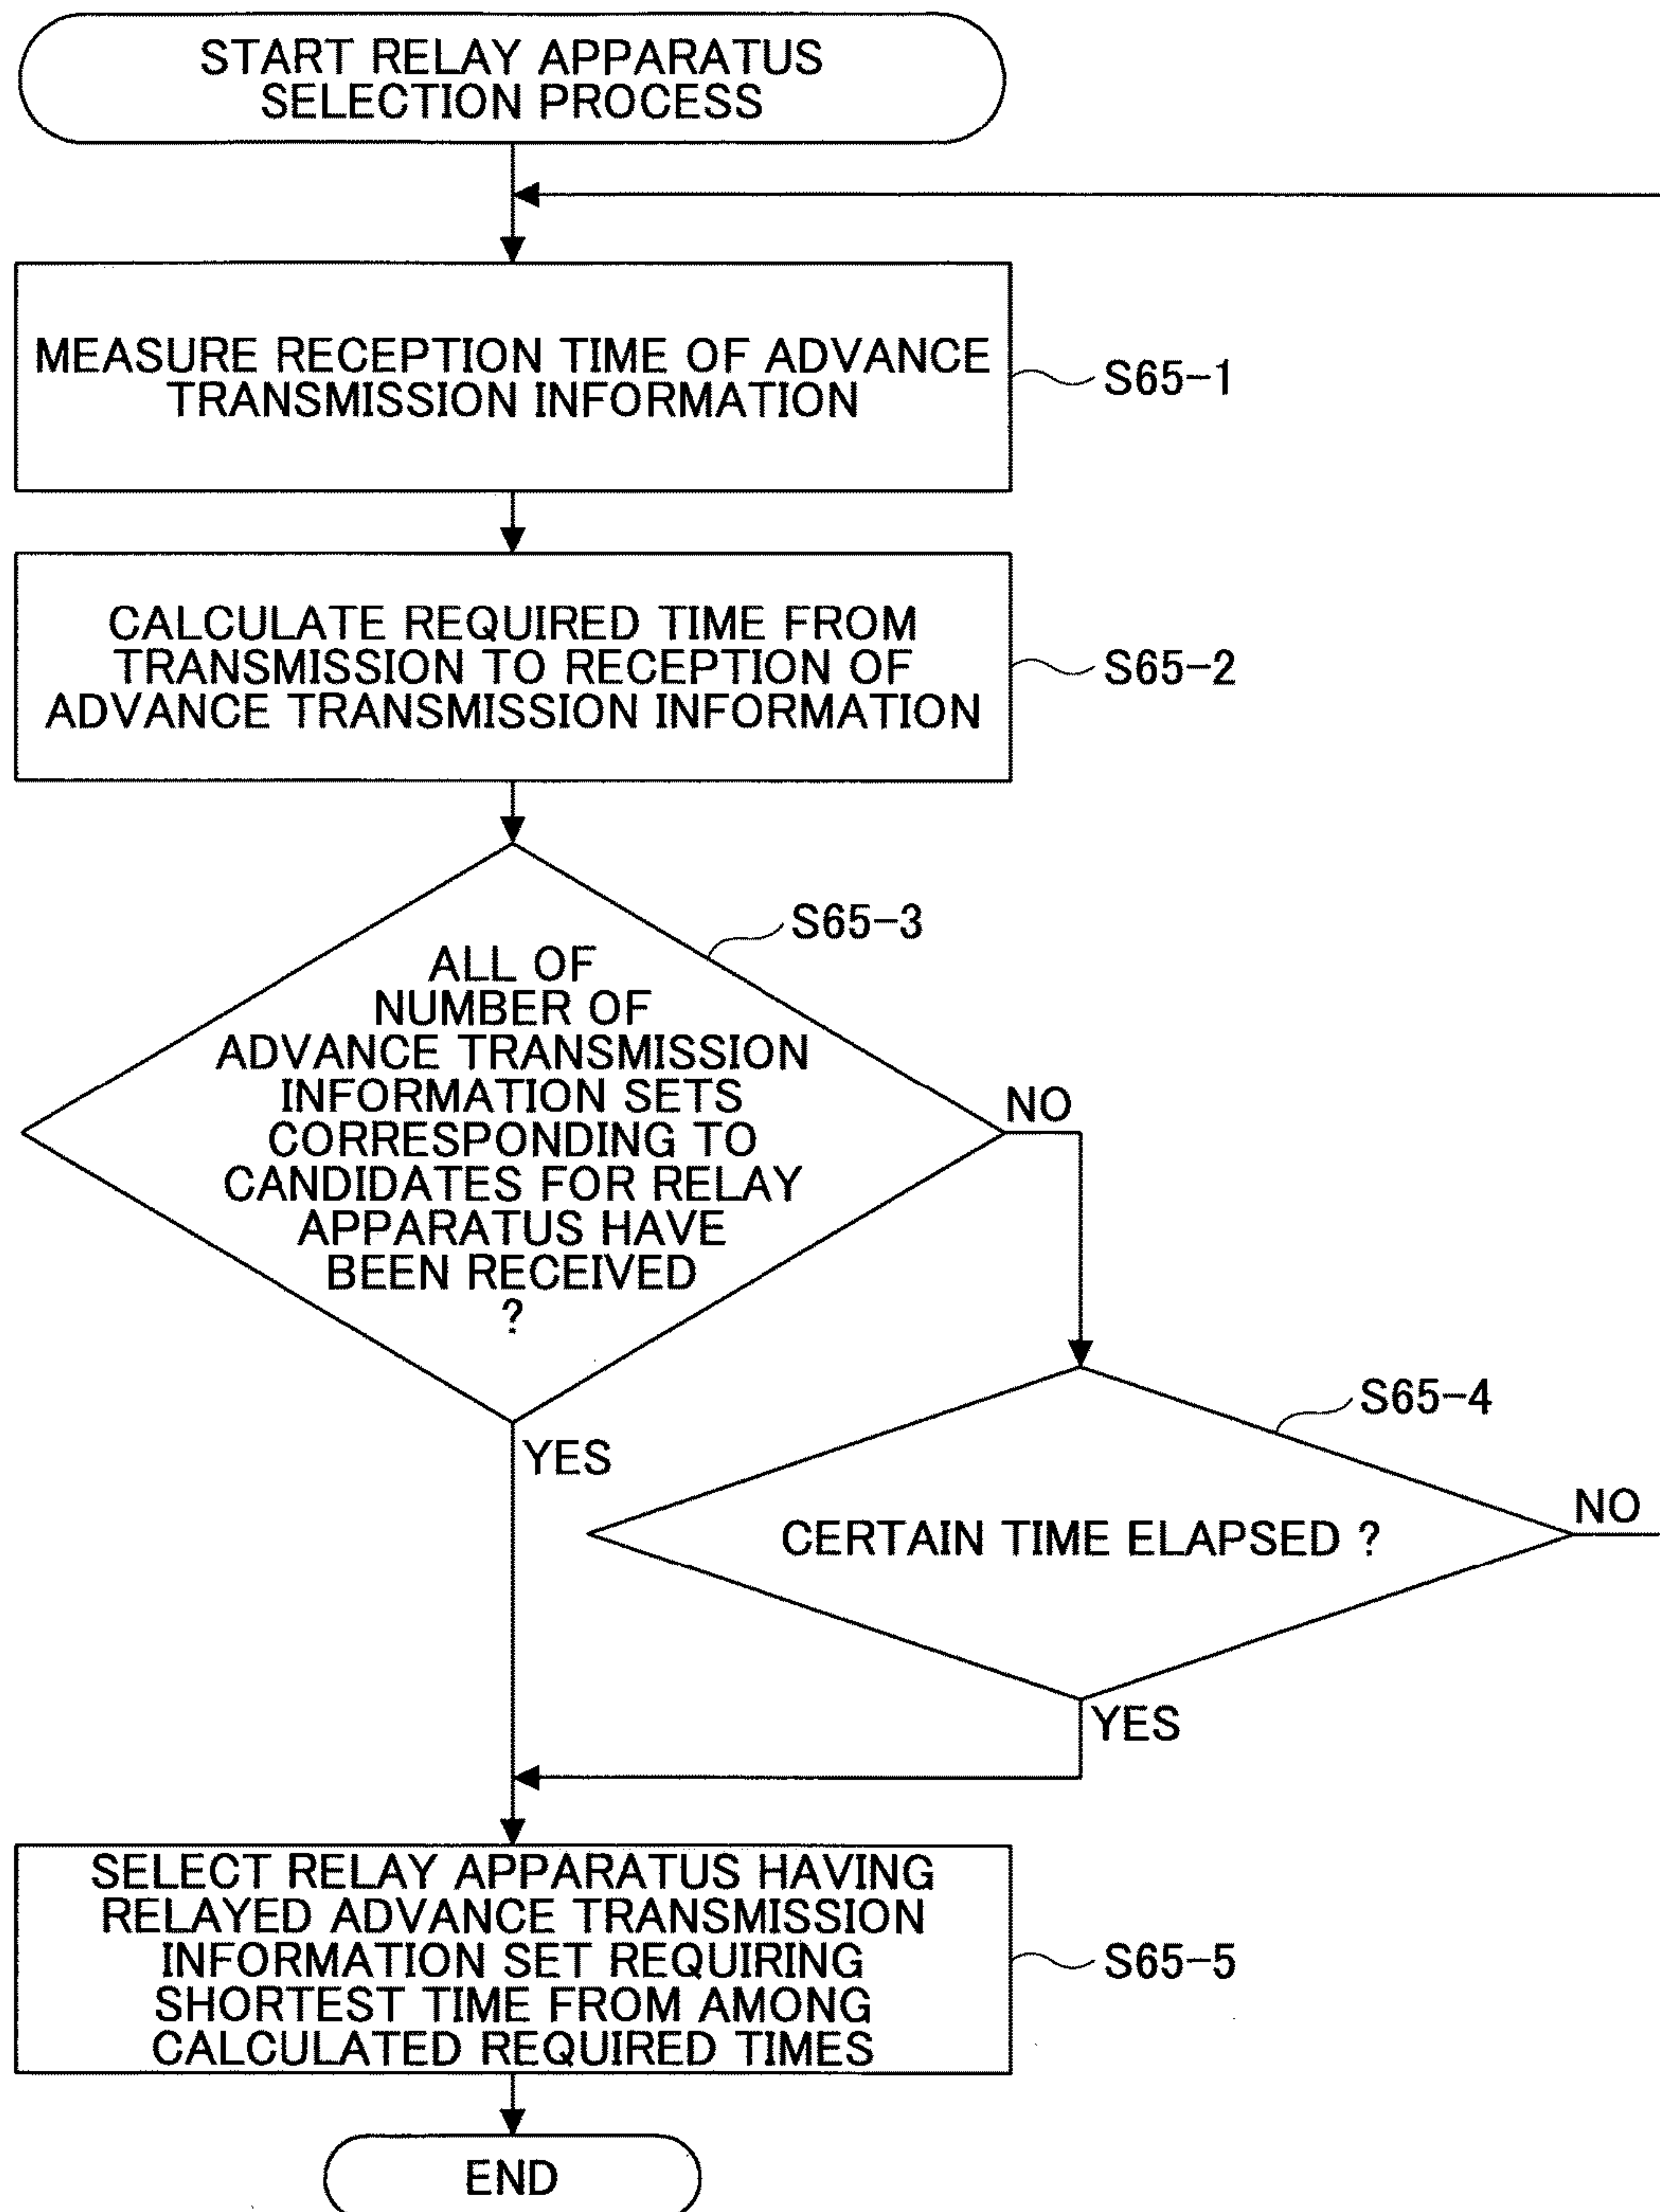 START RELAY APPARATUS
SELECTION PROCESS
MEASURE RECEPTION TIME OF ADVANCE
TRANSMISSION INFORMATION
S65-1
CALCULATE REQUIRED TIME FROM
TRANSMISSION TO RECEPTION OF
ADVANCE TRANSMISSION INFORMATION
S65-2
S65-3
ALL OF
NUMBER OF
ADVANCE TRANSMISSION
INFORMATION SETS
CORRESPONDING TO
CANDIDATES FOR RELAY
APPARATUS HAVE
BEEN RECEIVED
?
NO
YES
S65-4
CERTAIN TIME ELAPSED ?
NO
YES
SELECT RELAY APPARATUS HAVING
RELAYED ADVANCE TRANSMISSION
INFORMATION SET REQUIRING
SHORTEST TIME FROM AMONG
CALCULATED REQUIRED TIMES
S65-5
END